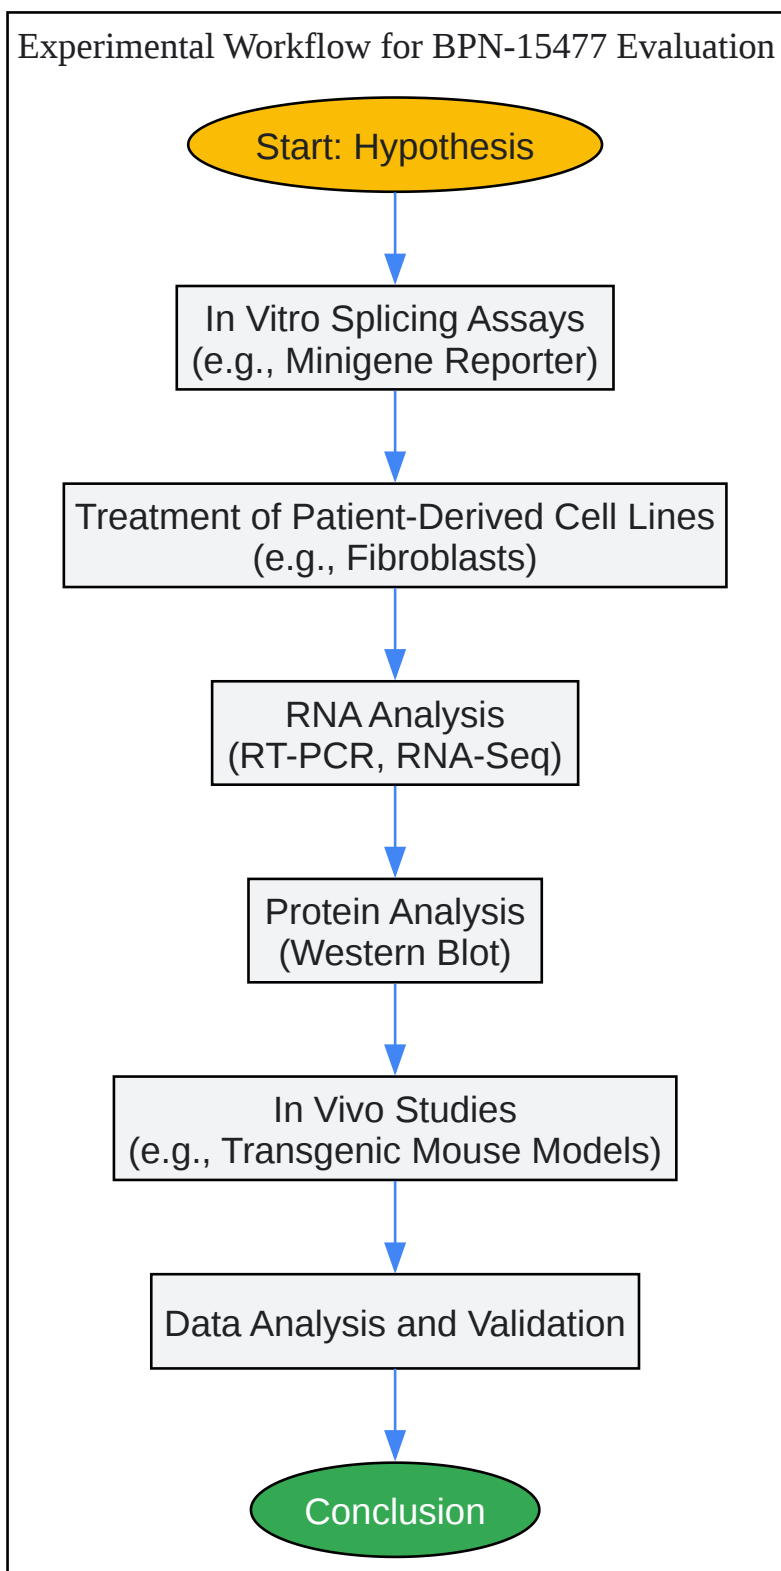 Experimental Workflow for BPN-15477 Evaluation
Start: Hypothesis
In Vitro Splicing Assays
(e.g., Minigene Reporter)
Treatment of Patient-Derived Cell Lines
(e.g., Fibroblasts)
RNA Analysis
(RT-PCR, RNA-Seq)
Protein Analysis
(Western Blot)
In Vivo Studies
(e.g., Transgenic Mouse Models)
Data Analysis and Validation
Conclusion